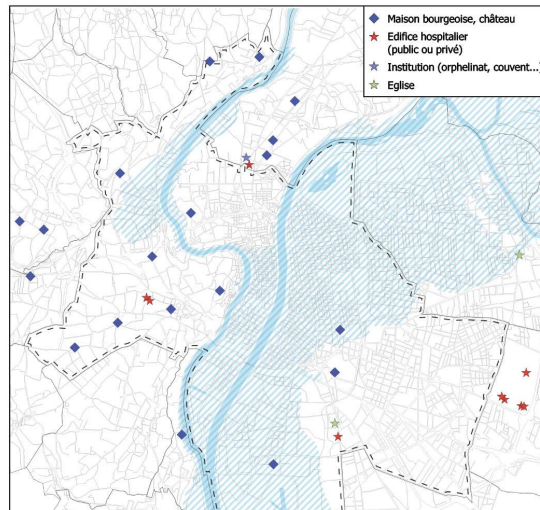 Maison bourgeoise, château
Edifice hospitalier
(public ou privé)
Institution (orphelinat, couvent...)
Eglise